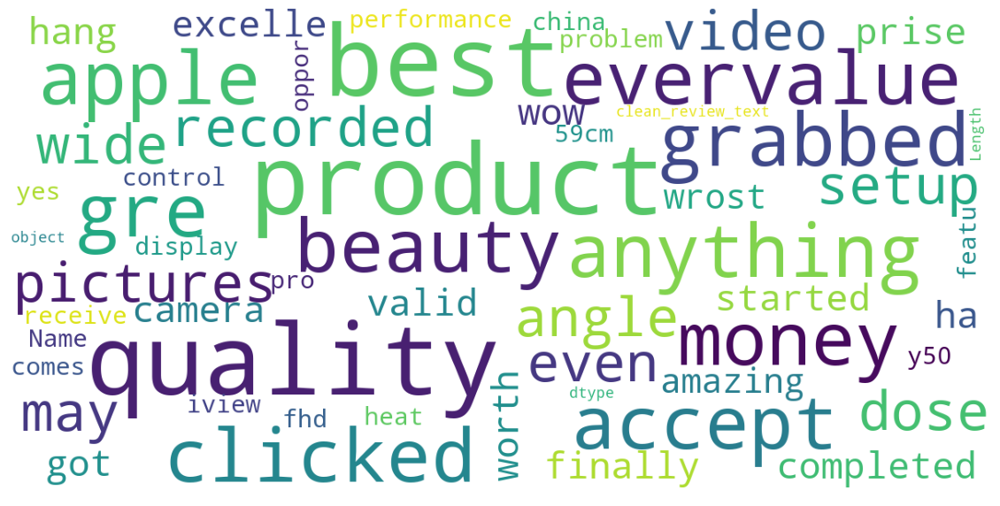 hang
excelle
performance
china
problem
video
prise
apple
oppor
best
evervalue
recorded
wow
clean_review_text
wide
59cm
grabbed
Length
control
product
wrost
setup
yes
gre
object
display
beauty
anything
featu
pictures
pro
receive
camera
valid
started
angle
ha
Name
quality
money
y50
comes
even
amazing
may
iview
fhd
heat
worth
dtype
accept
dose
got
clicked
finally
completed